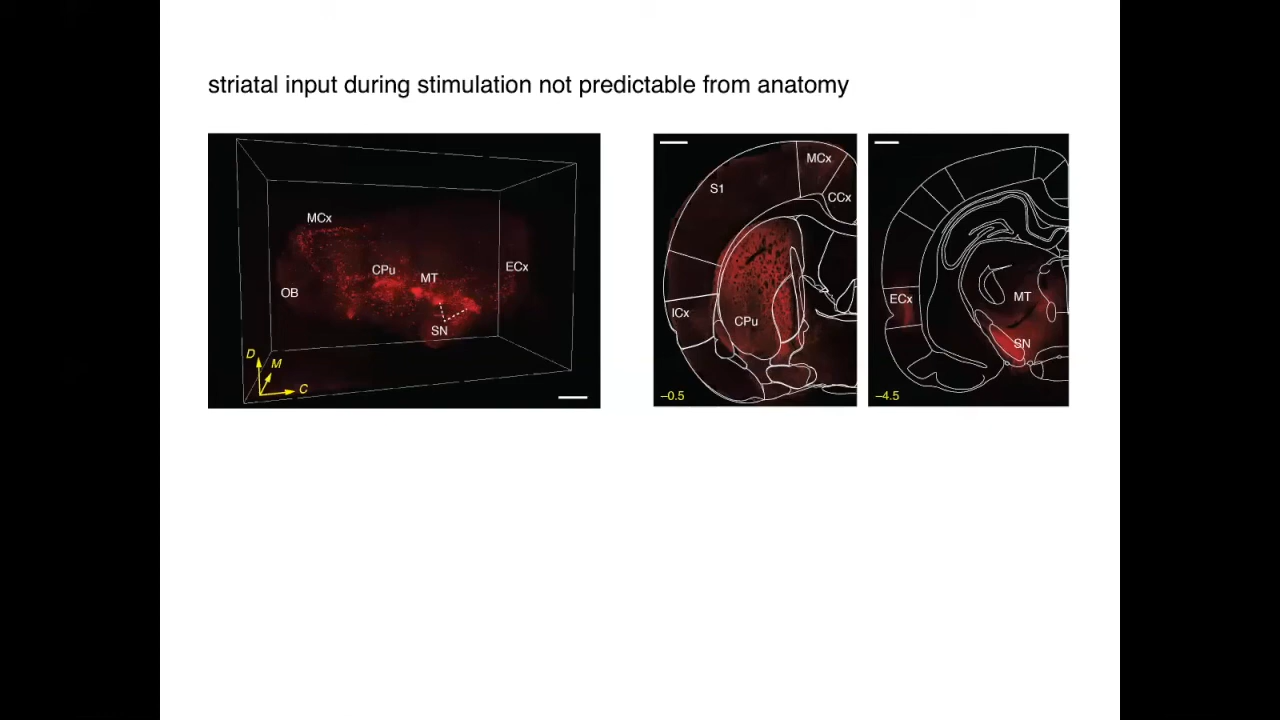 striatal input during stimulation not predictable from anatomy
MCx
CPu
MT
ECx
OB
SN
D
M
C
MCx
S1
CCx
ICx
CPu
–0.5
ECx
MT
SN
–4.5